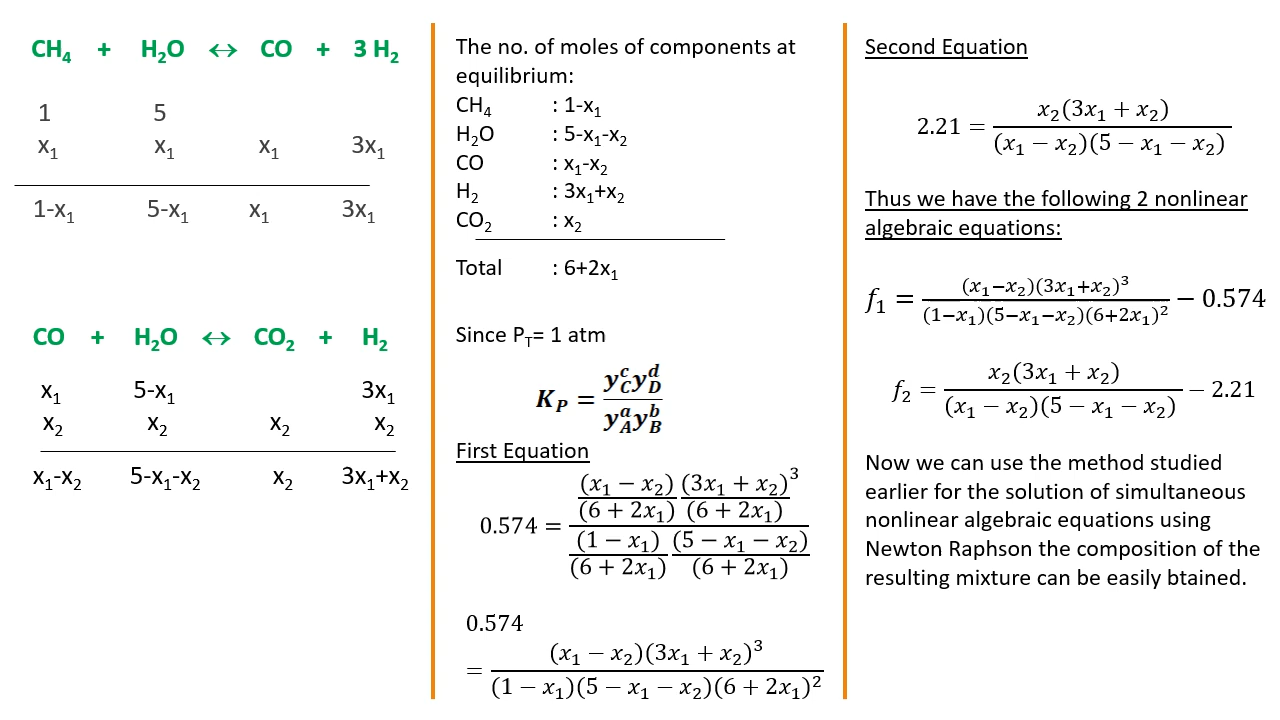 CH₄ + H₂O ↔ CO + 3 H₂
1 5
x₁ x₁ x₁ 3x₁
1-x₁ 5-x₁ x₁ 3x₁
CO + H₂O ↔ CO₂ + H₂
x₁ 5-x₁ 3x₁
x₂ x₂ x₂ x₂
x₁-x₂ 5-x₁-x₂ x₂ 3x₁+x₂
The no. of moles of components at
equilibrium:
CH₄ : 1-x₁
H₂O : 5-x₁-x₂
CO : x₁-x₂
H₂ : 3x₁+x₂
CO₂ : x₂
Total : 6+2x₁
Since P_T= 1 atm
K_P = (y_C^c y_D^d) / (y_A^a y_B^b)
First Equation
0.574 = ((x₁ − x₂)/(6 + 2x₁) (3x₁ + x₂)/(6 + 2x₁)³) / ((1 − x₁)/(6 + 2x₁) (5 − x₁ − x₂)/(6 + 2x₁))
0.574
= (x₁ − x₂)(3x₁ + x₂)³ / (1 − x₁)(5 − x₁ − x₂)(6 + 2x₁)²
Second Equation
2.21 = x₂(3x₁ + x₂) / (x₁ − x₂)(5 − x₁ − x₂)
Thus we have the following 2 nonlinear
algebraic equations:
f₁ = (x₁−x₂)(3x₁+x₂)³ / (1−x₁)(5−x₁−x₂)(6+2x₁)² − 0.574
f₂ = x₂(3x₁ + x₂) / (x₁ − x₂)(5 − x₁ − x₂) − 2.21
Now we can use the method studied
earlier for the solution of simultaneous
nonlinear algebraic equations using
Newton Raphson the composition of the
resulting mixture can be easily btained.